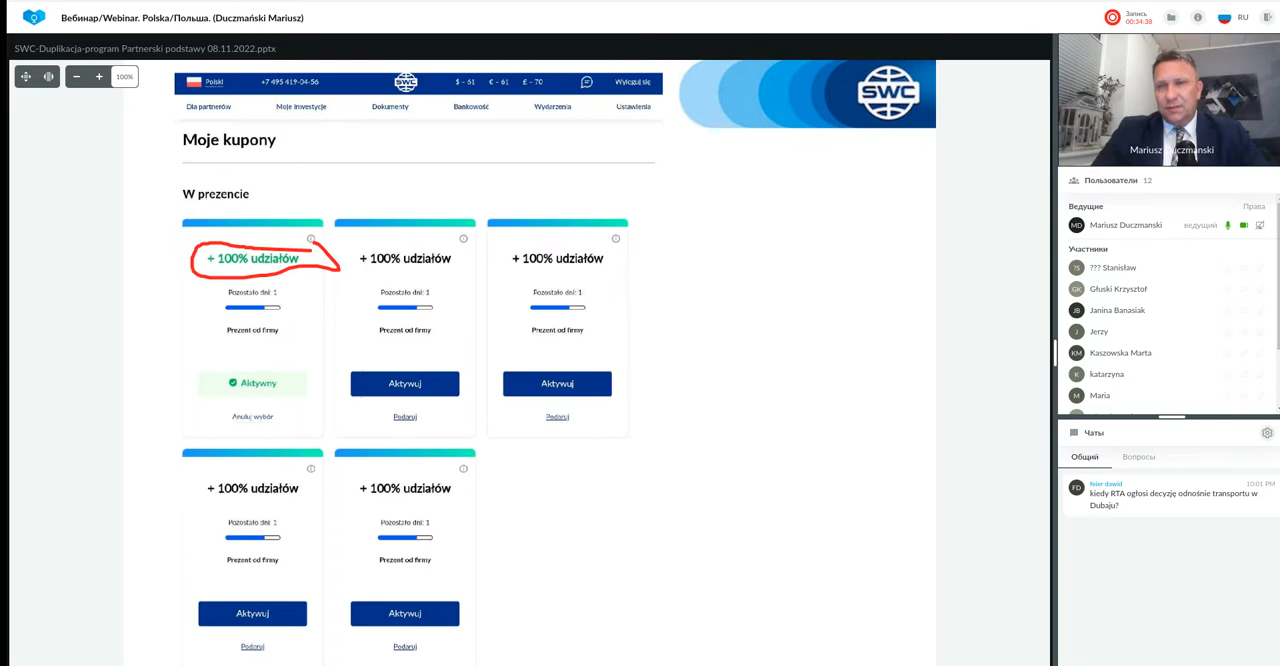 Вебинар/Webinar. Polska/Польша. (Duczmański Mariusz)
Запись
00:34:38
RU
SWC-Duplikacja-program Partnerski podstawy 08.11.2022.pptx
100%
Polski
+7 495 419-04-56
SWC
$ - 61
€ - 61
£ - 70
Wyloguj się
Dla partnerów
Moje inwestycje
Dokumenty
Bankowość
Wydarzenia
Ustawienia
SWC
Moje kupony
W prezencie
+ 100% udziałów
Pozostało dni: 1
Prezent od firmy
Aktywny
Anuluj wybór
+ 100% udziałów
Pozostało dni: 1
Prezent od firmy
Aktywuj
Podaruj
+ 100% udziałów
Pozostało dni: 1
Prezent od firmy
Aktywuj
Podaruj
+ 100% udziałów
Pozostało dni: 1
Prezent od firmy
Aktywuj
Podaruj
+ 100% udziałów
Pozostało dni: 1
Prezent od firmy
Aktywuj
Podaruj
Mariusz Duczmanski
Пользователи 12
Ведущие
Права
MD Mariusz Duczmanski ведущий
Участники
?S ??? Stanisław
GK Głuski Krzysztof
JB Janina Banasiak
J Jerzy
KM Kaszowska Marta
K katarzyna
M Maria
Чаты
Общий
Вопросы
FD feier dawid 10:01 PM
kiedy RTA ogłosi decyzję odnośnie transportu w
Dubaju?